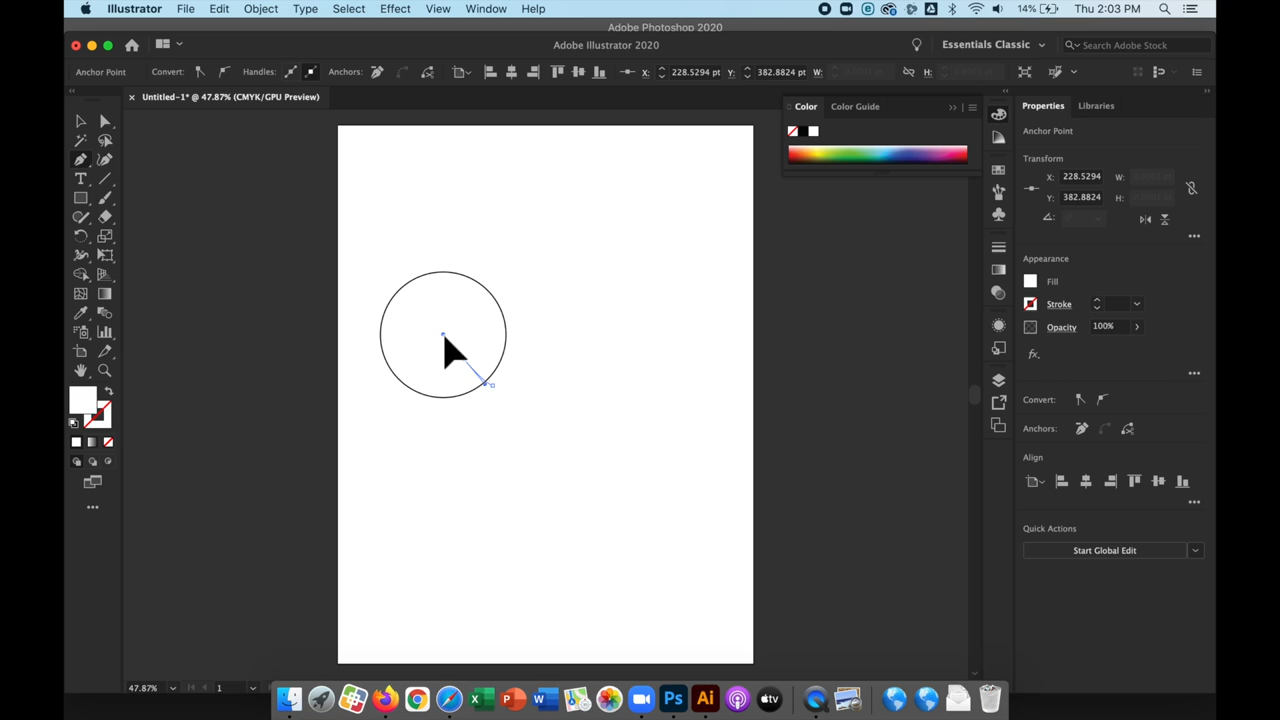 Illustrator File Edit Object Type Select Effect View Window Help 14% Thu 2:03 PM
Adobe Photoshop 2020
Adobe Illustrator 2020
Essentials Classic
Search Adobe Stock
Anchor Point Convert: Handles: Anchors: X: 228.5294 pt Y: 382.8824 pt W: H:
Untitled-1* @ 47.87% (CMYK/GPU Preview)
Color Color Guide
Properties Libraries
Anchor Point
Transform
X: 228.5294 W:
Y: 382.8824 H:
Appearance
Fill
Stroke
Opacity 100%
fx.
Convert:
Anchors:
Align
Quick Actions
Start Global Edit
47.87% 1
X P W Ps Ai tv